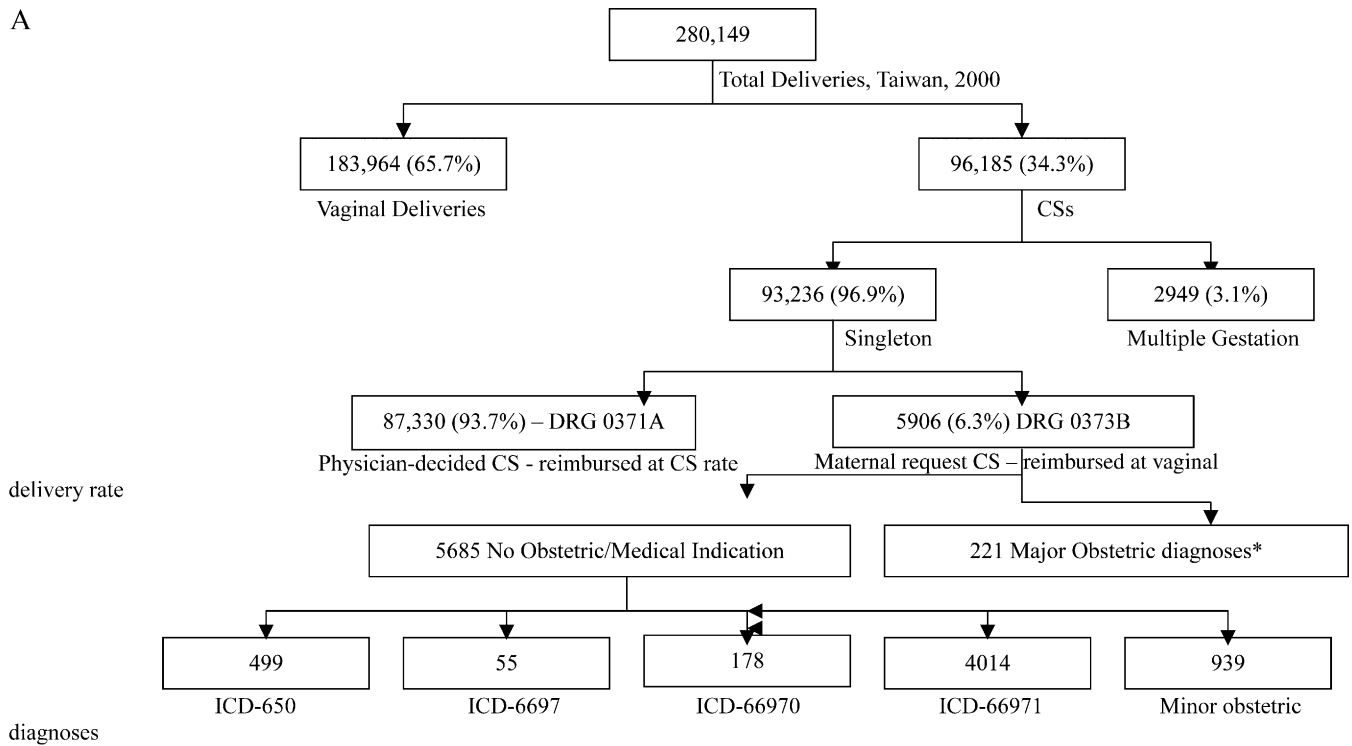 A
280,149
Total Deliveries, Taiwan, 2000
183,964 (65.7%)
96,185 (34.3%)
Vaginal Deliveries
CSs
93,236 (96.9%)
2949 (3.1%)
Singleton
Multiple Gestation
87,330 (93.7%) – DRG 0371A
5906 (6.3%) DRG 0373B
Physician-decided CS - reimbursed at CS rate
Maternal request CS – reimbursed at vaginal
delivery rate
5685 No Obstetric/Medical Indication
221 Major Obstetric diagnoses*
499
55
178
4014
939
ICD-650
ICD-6697
ICD-66970
ICD-66971
Minor obstetric
diagnoses